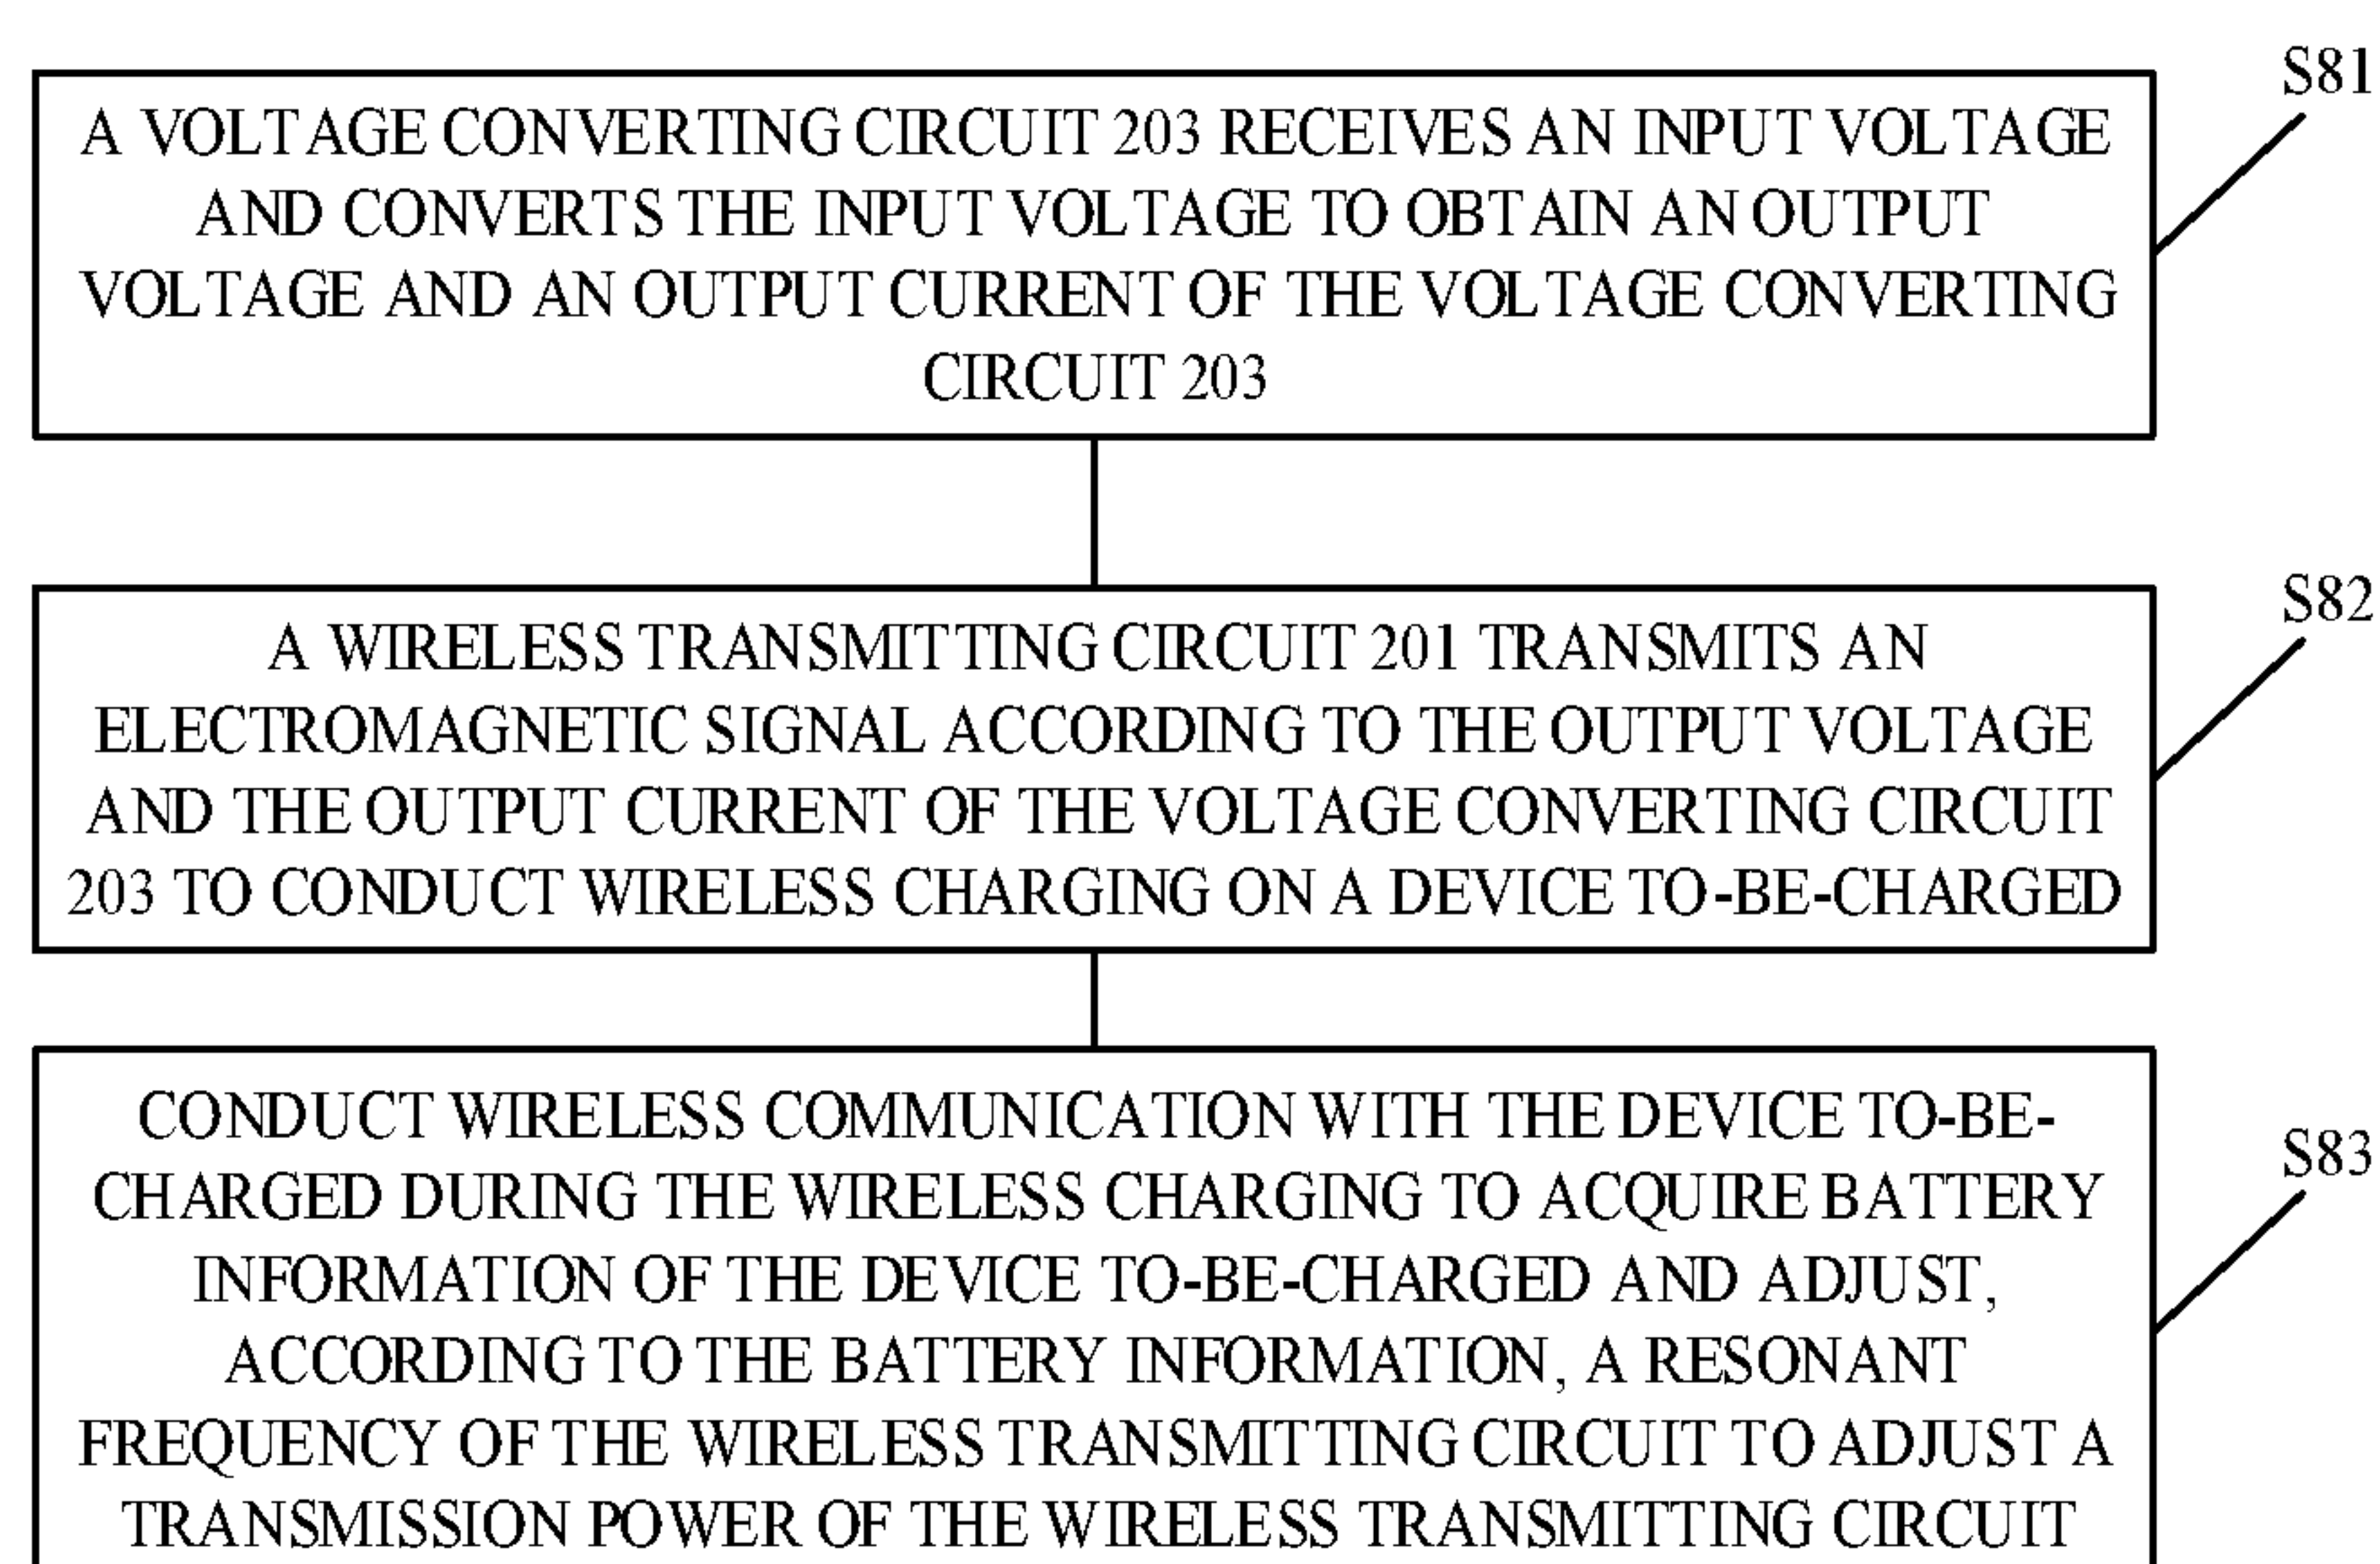 S81
A VOLTAGE CONVERTING CIRCUIT 203 RECEIVES AN INPUT VOLTAGE
AND CONVERTS THE INPUT VOLTAGE TO OBTAIN AN OUTPUT
VOLTAGE AND AN OUTPUT CURRENT OF THE VOLTAGE CONVERTING
CIRCUIT 203
S82
A WIRELESS TRANSMITTING CIRCUIT 201 TRANSMITS AN
ELECTROMAGNETIC SIGNAL ACCORDING TO THE OUTPUT VOLTAGE
AND THE OUTPUT CURRENT OF THE VOLTAGE CONVERTING CIRCUIT
203 TO CONDUCT WIRELESS CHARGING ON A DEVICE TO-BE-CHARGED
S83
CONDUCT WIRELESS COMMUNICATION WITH THE DEVICE TO-BE-
CHARGED DURING THE WIRELESS CHARGING TO ACQUIRE BATTERY
INFORMATION OF THE DEVICE TO-BE-CHARGED AND ADJUST,
ACCORDING TO THE BATTERY INFORMATION, A RESONANT
FREQUENCY OF THE WIRELESS TRANSMITTING CIRCUIT TO ADJUST A
TRANSMISSION POWER OF THE WIRELESS TRANSMITTING CIRCUIT